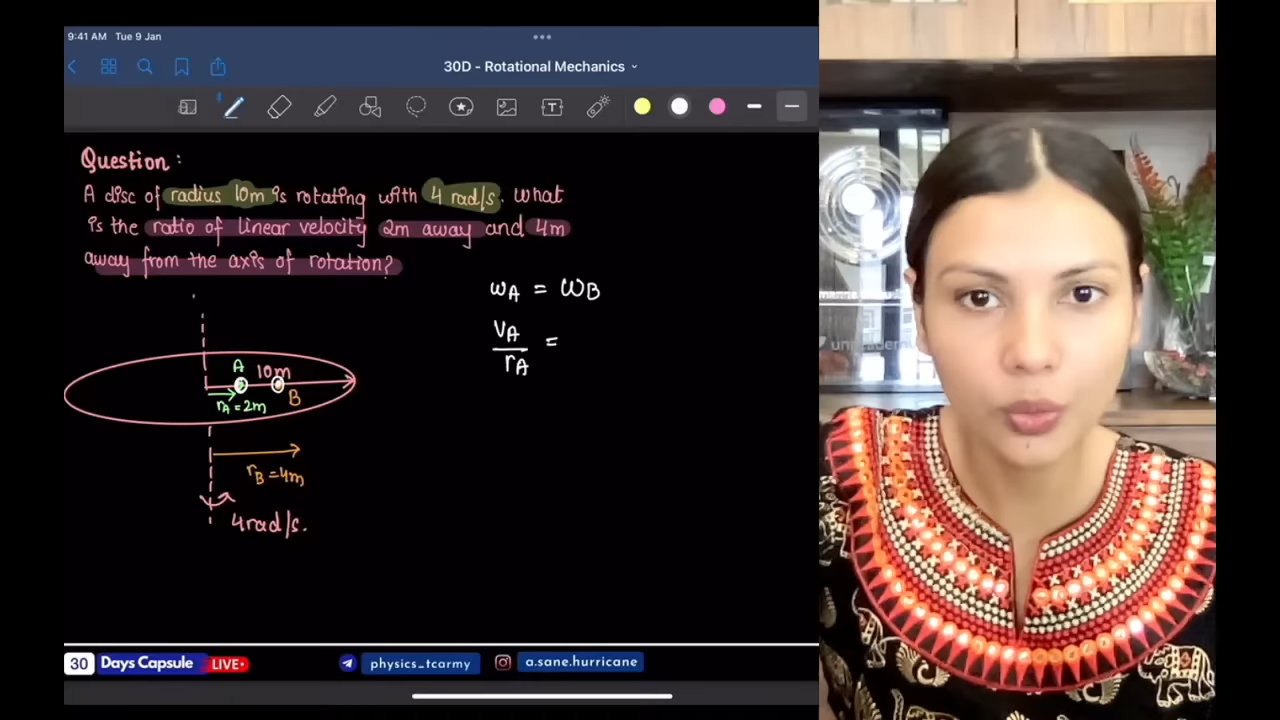 9:41 AM Tue 9 Jan
30D - Rotational Mechanics
Question:
A disc of radius 10m is rotating with 4 rad/s. What
is the ratio of linear velocity 2m away and 4m
away from the axis of rotation?
ωA = ωB
VA
rA
=
A
10m
B
rA = 2m
rB = 4m
4rad/s.
30 Days Capsule LIVE
physics_tcarmy
a.sane.hurricane